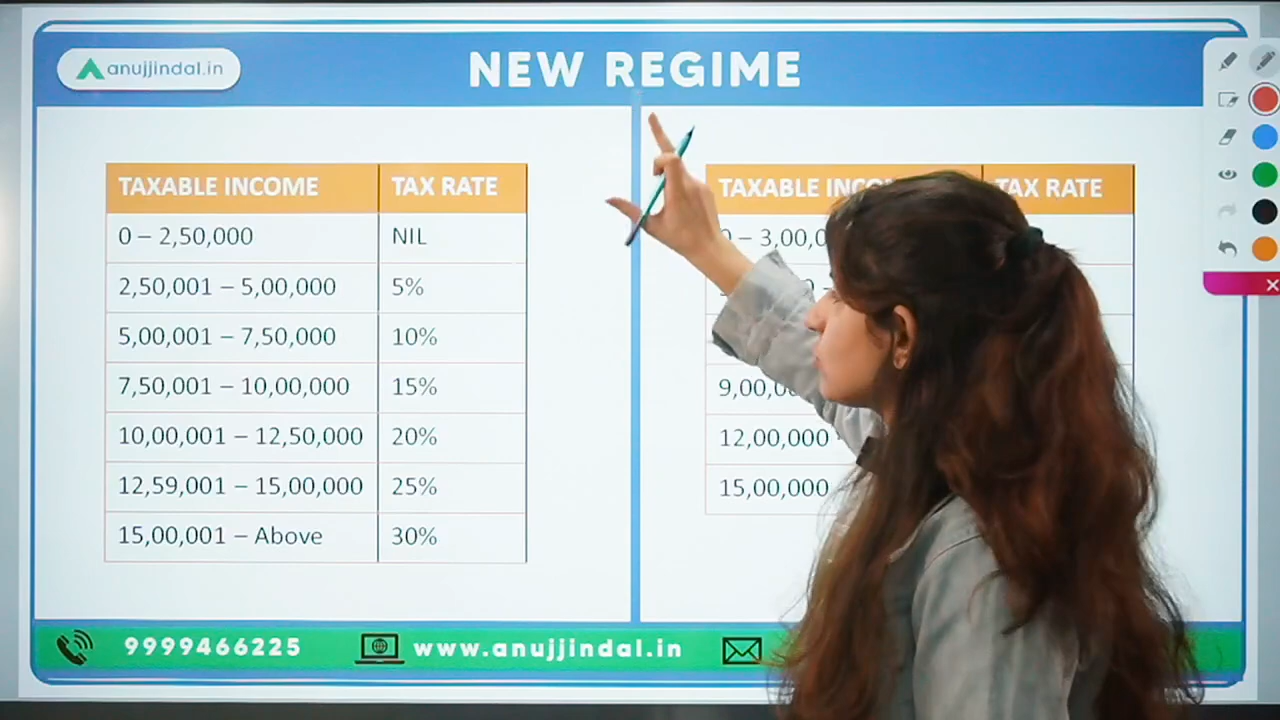 anujjindal.in
NEW REGIME
TAXABLE INCOME TAX RATE
0 – 2,50,000 NIL
2,50,001 – 5,00,000 5%
5,00,001 – 7,50,000 10%
7,50,001 – 10,00,000 15%
10,00,001 – 12,50,000 20%
12,59,001 – 15,00,000 25%
15,00,001 – Above 30%
TAXABLE TAX RATE
0 –
12,00,000
15,00,000
9999466225 www.anujjindal.in